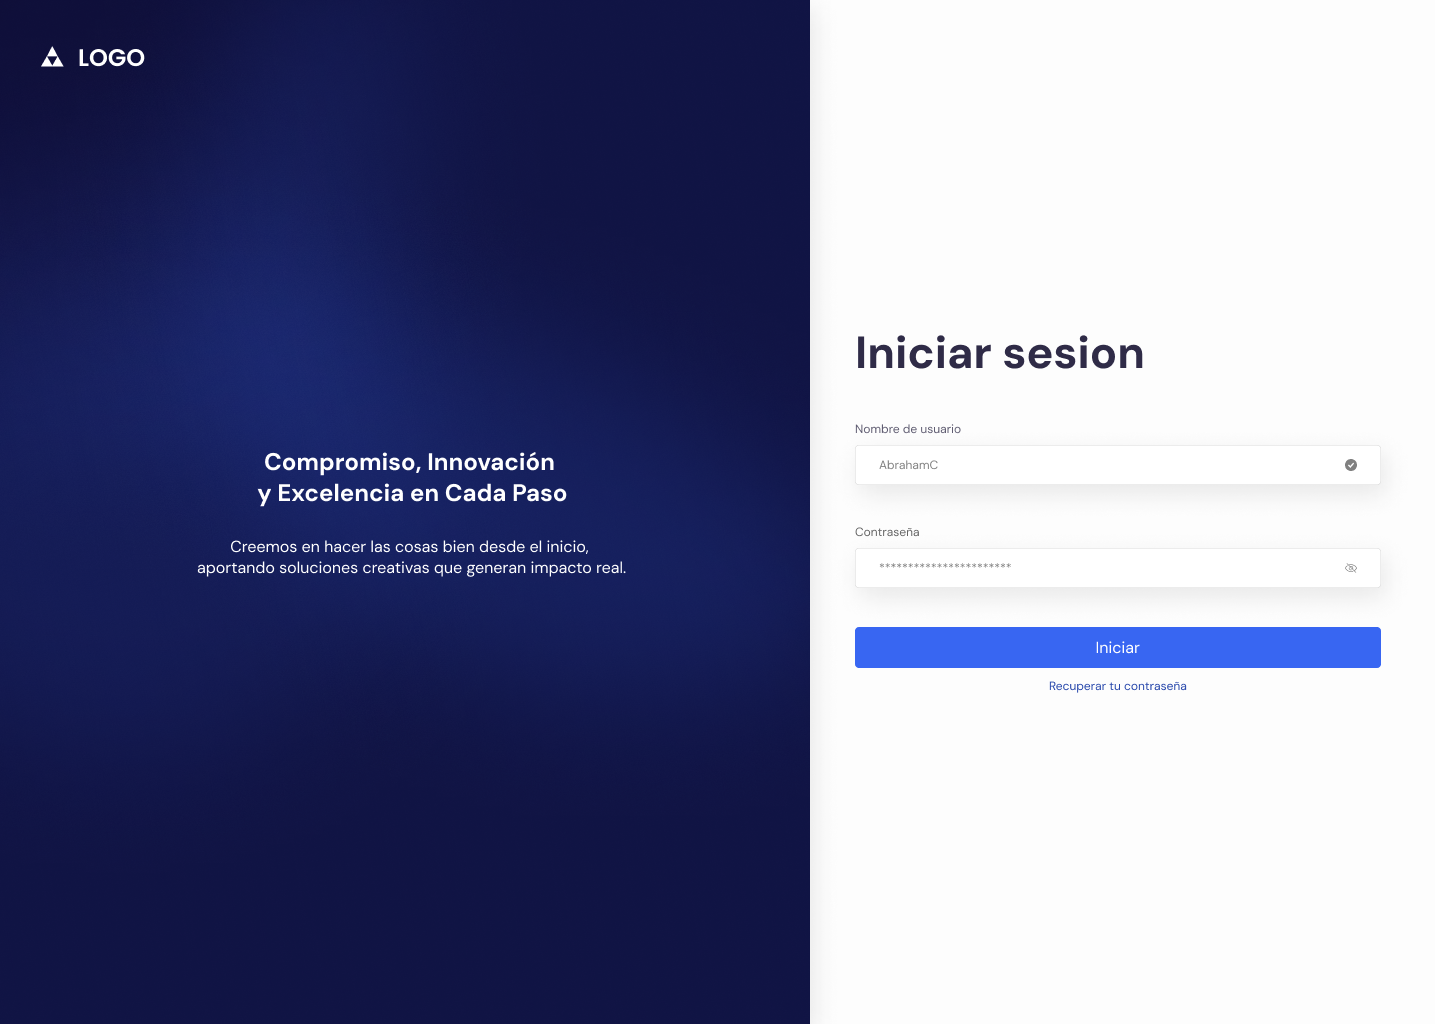 LOGO
Compromiso, Innovación
y Excelencia en Cada Paso
Creemos en hacer las cosas bien desde el inicio,
aportando soluciones creativas que generan impacto real.
Iniciar sesion
Nombre de usuario
AbrahamC
Contraseña
***********************
Iniciar
Recuperar tu contraseña